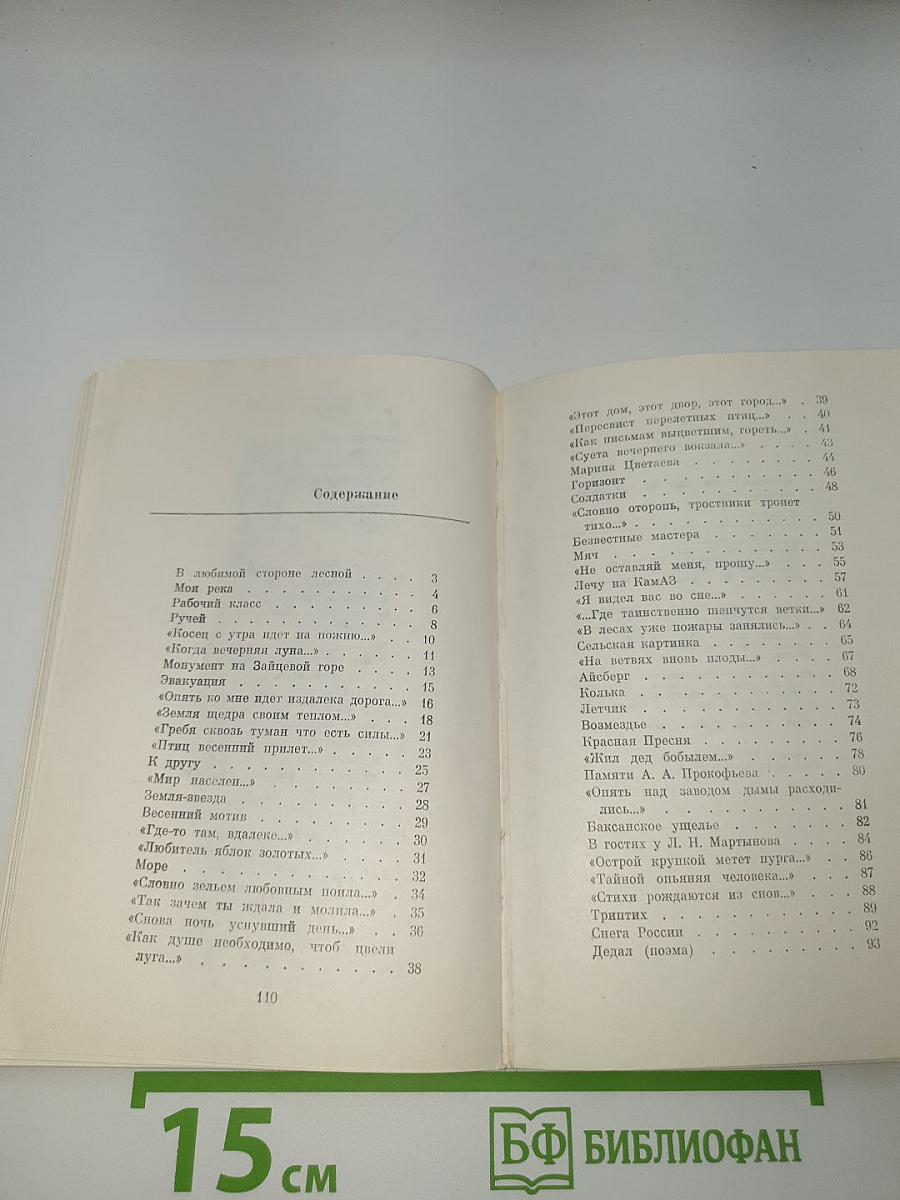 Содержание
В любимой стороне лесной . . . . 3
Моя река . . . . . . . . . . . 4
Рабочий класс . . . . . . . . . 6
Ручей . . . . . . . . . . . . 8
«Косец с утра идет на пожню...» . . 10
«Когда вечерняя луна...» . . . . . 11
Монумент на Зайцевой горе . . . . 13
Эвакуация . . . . . . . . . . . 15
«Опять ко мне идет издалека дорога...» 16
«Земля щедра своим теплом...» . . . 18
«Гребя сквозь туман что есть силы...» 21
«Птиц весенний прилет...» . . . . . 23
К другу . . . . . . . . . . . . 25
«Мир населен...» . . . . . . . . 27
Земля-звезда . . . . . . . . . . 28
Весенний мотив . . . . . . . . . 29
«Где-то там, вдалеке...» . . . . . . 30
«Любитель яблок золотых...» . . . . 31
Море . . . . . . . . . . . . . 32
«Словно зельем любовным поила...» . 34
«Так зачем ты ждала и молила...» . 35
«Снова ночь уснувший день...» . . 36
«Как душе необходимо, чтоб цвели
луга...» . . . . . . . . . . . 38
110
«Этот дом, этот двор, этот город...» . 39
«Пересвист перелетных птиц...» . . 40
«Как письмам выцветшим, гореть...» . 41
«Суета вечернего вокзала...» . . . . 43
Марина Цветаева . . . . . . . . 44
Горизонт . . . . . . . . . . . 46
Солдатки . . . . . . . . . . . 48
«Словно оторопь, тростники тронет
тихо...» . . . . . . . . . . . 50
Безвестные мастера . . . . . . . 51
Мяч . . . . . . . . . . . . . 53
«Не оставляй меня, прошу...» . . . 55
Лечу на КамАЗ . . . . . . . . . 57
«Я видел вас во сне...» . . . . . . 61
«...Где таинственно шепчутся ветки...» 62
«В лесах уже пожары занялись...» . . 64
Сельская картинка . . . . . . . . 65
«На ветвях вновь плоды...» . . . . 67
Айсберг . . . . . . . . . . . . 68
Колька . . . . . . . . . . . . 72
Летчик . . . . . . . . . . . . 73
Возмездье . . . . . . . . . . . 74
Красная Пресня . . . . . . . . . 76
«Жил дед бобылем...» . . . . . . 78
Памяти А. А. Прокофьева . . . . . 80
«Опять над заводом дымы расходи-
лись...» . . . . . . . . . . . 81
Баксанское ущелье . . . . . . . . 82
В гостях у Л. Н. Мартынова . . . . 84
«Острой крупкой метет пурга...» . . 86
«Тайной опьяняя человека...» . . . 87
«Стихи рождаются из снов...» . . . 88
Триптих . . . . . . . . . . . . 89
Снега России . . . . . . . . . . 92
Дедал (поэма) . . . . . . . . . 93
15 см
БФ БИБЛИОФАН